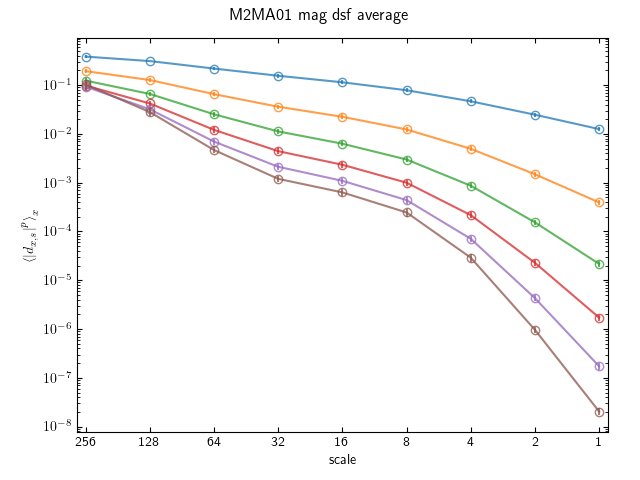 M2MA01 mag dsf average
⟨|d_{x,s}|^p⟩_x
10^{-1}
10^{-2}
10^{-3}
10^{-4}
10^{-5}
10^{-6}
10^{-7}
10^{-8}
256 128 64 32 16 8 4 2 1
scale